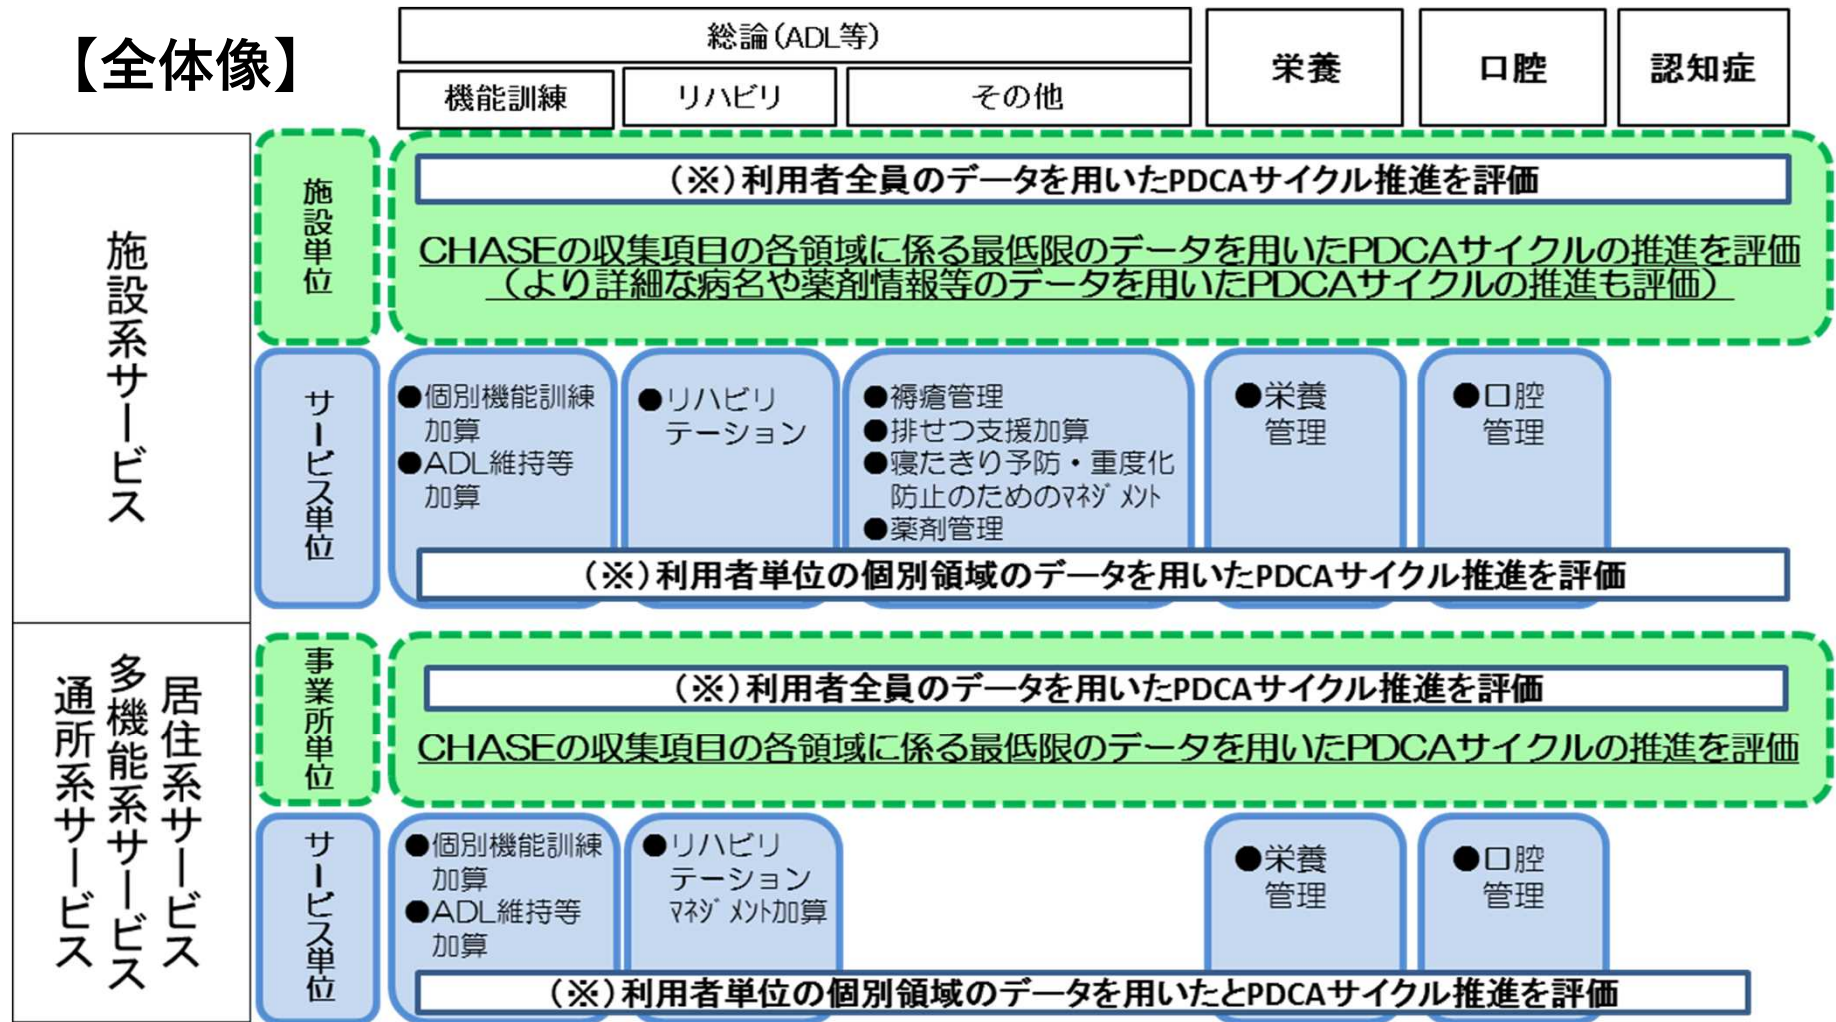 【全体像】
総論(ADL等)
機能訓練
リハビリ
その他
栄養
口腔
認知症
施設系サービス
施設単位
(※)利用者全員のデータを用いたPDCAサイクル推進を評価
CHASEの収集項目の各領域に係る最低限のデータを用いたPDCAサイクルの推進を評価
(より詳細な病名や薬剤情報等のデータを用いたPDCAサイクルの推進も評価)
サービス単位
●個別機能訓練
加算
●ADL維持等
加算
●リハビリ
テーション
●褥瘡管理
●排せつ支援加算
●寝たきり予防・重度化
防止のためのﾏﾈｼﾞﾒﾝﾄ
●薬剤管理
●栄養
管理
●口腔
管理
(※)利用者単位の個別領域のデータを用いたPDCAサイクル推進を評価
居住系サービス
多機能系サービス
通所系サービス
事業所単位
(※)利用者全員のデータを用いたPDCAサイクル推進を評価
CHASEの収集項目の各領域に係る最低限のデータを用いたPDCAサイクルの推進を評価
サービス単位
●個別機能訓練
加算
●ADL維持等
加算
●リハビリ
テーション
ﾏﾈｼﾞﾒﾝﾄ加算
●栄養
管理
●口腔
管理
(※)利用者単位の個別領域のデータを用いたとPDCAサイクル推進を評価